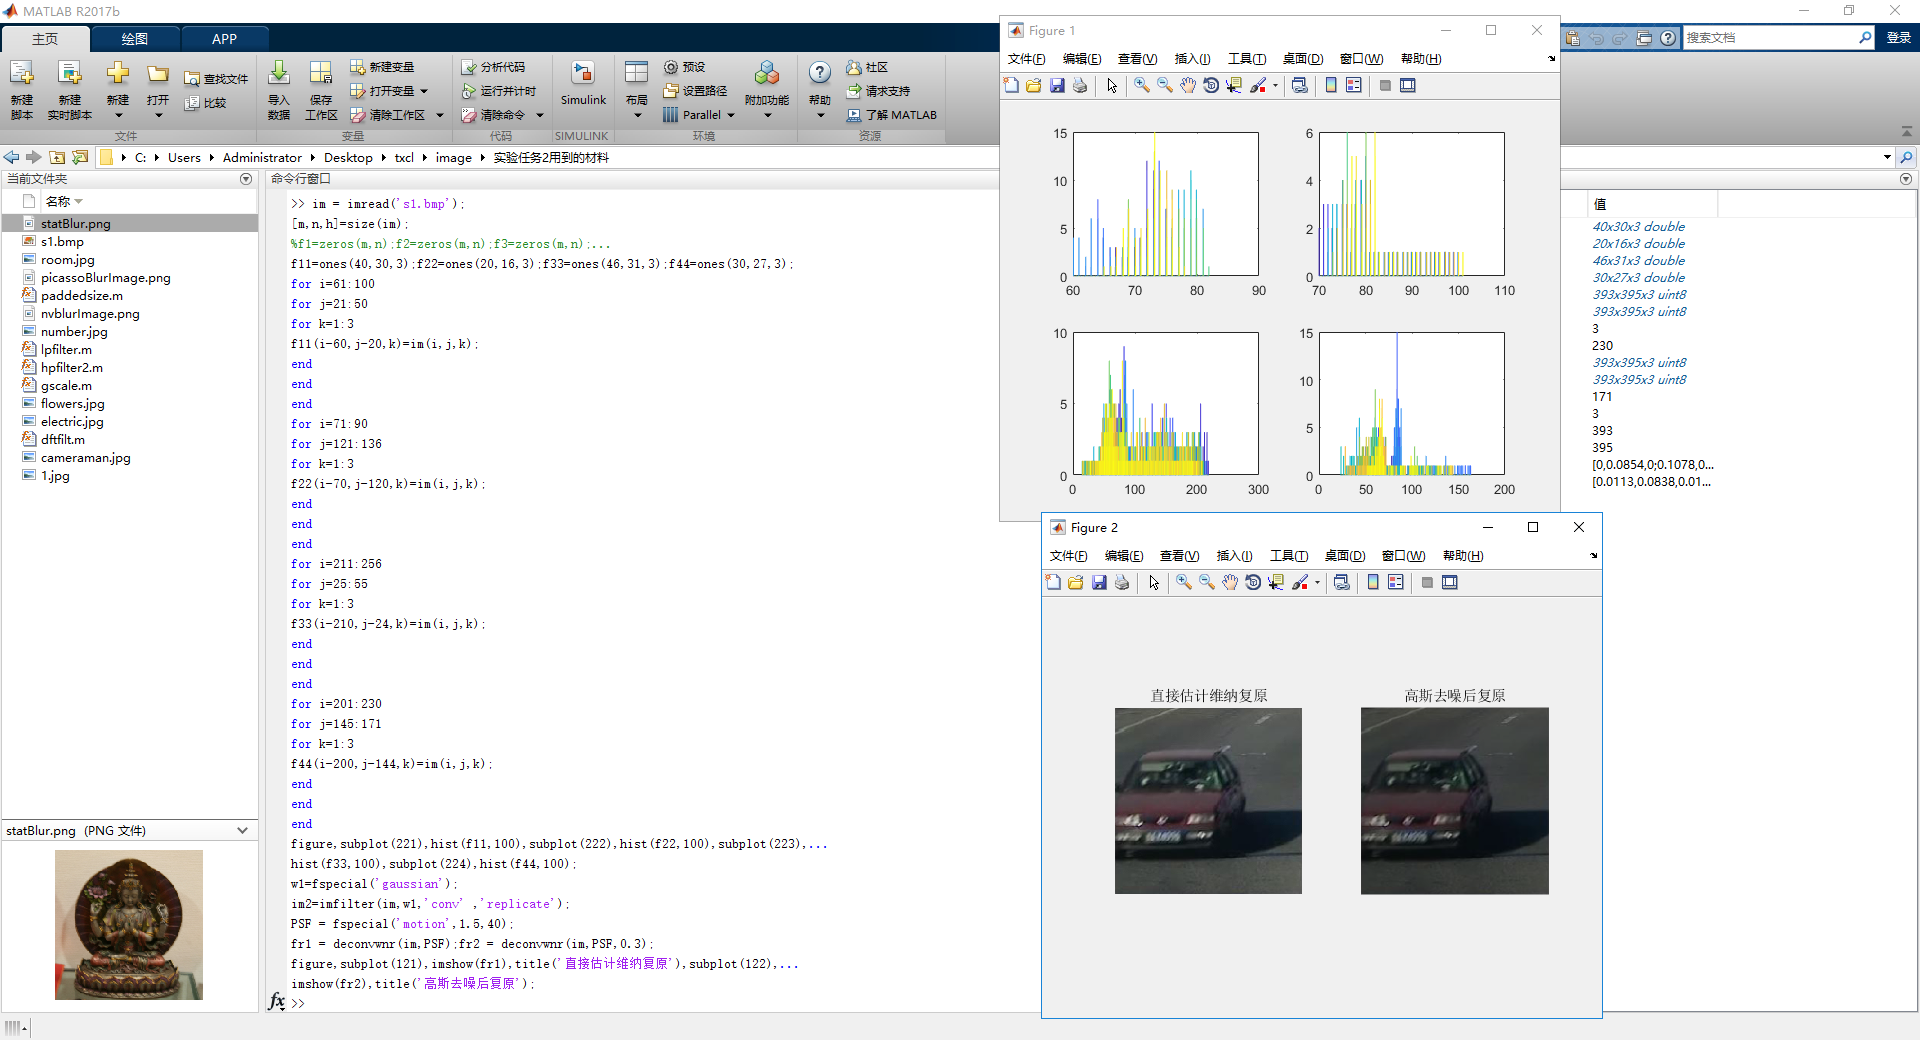 MATLAB R2017b
主页
绘图
APP
搜索文档
登录
新建
脚本
新建
实时脚本
新建
打开
查找文件
比较
文件
导入
数据
保存
工作区
新建变量
打开变量
清除工作区
变量
分析代码
运行并计时
清除命令
代码
Simulink
SIMULINK
布局
预设
设置路径
Parallel
附加功能
环境
帮助
社区
请求支持
了解 MATLAB
资源
C: Users Administrator Desktop txcl image 实验任务2用到的材料
当前文件夹
名称
statBlur.png
s1.bmp
room.jpg
picassoBlurImage.png
paddedsize.m
nvblurImage.png
number.jpg
lpfilter.m
hpfilter2.m
gscale.m
flowers.jpg
electric.jpg
dftfilt.m
cameraman.jpg
1.jpg
statBlur.png (PNG 文件)
命令行窗口
>> im = imread('s1.bmp');
[m,n,h]=size(im);
%f1=zeros(m,n);f2=zeros(m,n);f3=zeros(m,n;...
f11=ones(40,30,3);f22=ones(20,16,3);f33=ones(46,31,3);f44=ones(30,27,3);
for i=61:100
for j=21:50
for k=1:3
f11(i-60,j-20,k)=im(i,j,k);
end
end
end
for i=71:90
for j=121:136
for k=1:3
f22(i-70,j-120,k)=im(i,j,k);
end
end
end
for i=211:256
for j=25:55
for k=1:3
f33(i-210,j-24,k)=im(i,j,k);
end
end
end
for i=201:230
for j=145:171
for k=1:3
f44(i-200,j-144,k)=im(i,j,k);
end
end
end
figure,subplot(221),hist(f11,100),subplot(222),hist(f22,100),subplot(223),...
hist(f33,100),subplot(224),hist(f44,100);
w1=fspecial('gaussian');
im2=imfilter(im,w1,'conv' ,'replicate');
PSF = fspecial('motion',1.5,40);
fr1 = deconvwnr(im,PSF);fr2 = deconvwnr(im,PSF,0.3);
figure,subplot(121),imshow(fr1),title('直接估计维纳复原'),subplot(122),...
imshow(fr2),title('高斯去噪后复原');
fx >>
Figure 1
文件(F) 编辑(E) 查看(V) 插入(I) 工具(T) 桌面(D) 窗口(W) 帮助(H)
15
10
5
0
60 70 80 90
6
4
2
0
70 80 90 100 110
10
5
0
0 100 200 300
15
10
5
0
0 50 100 150 200
Figure 2
文件(F) 编辑(E) 查看(V) 插入(I) 工具(T) 桌面(D) 窗口(W) 帮助(H)
直接估计维纳复原
高斯去噪后复原
值
40x30x3 double
20x16x3 double
46x31x3 double
30x27x3 double
393x395x3 uint8
393x395x3 uint8
3
230
393x395x3 uint8
393x395x3 uint8
171
3
393
395
[0,0.0854,0;0.1078,0...
[0.0113,0.0838,0.01...